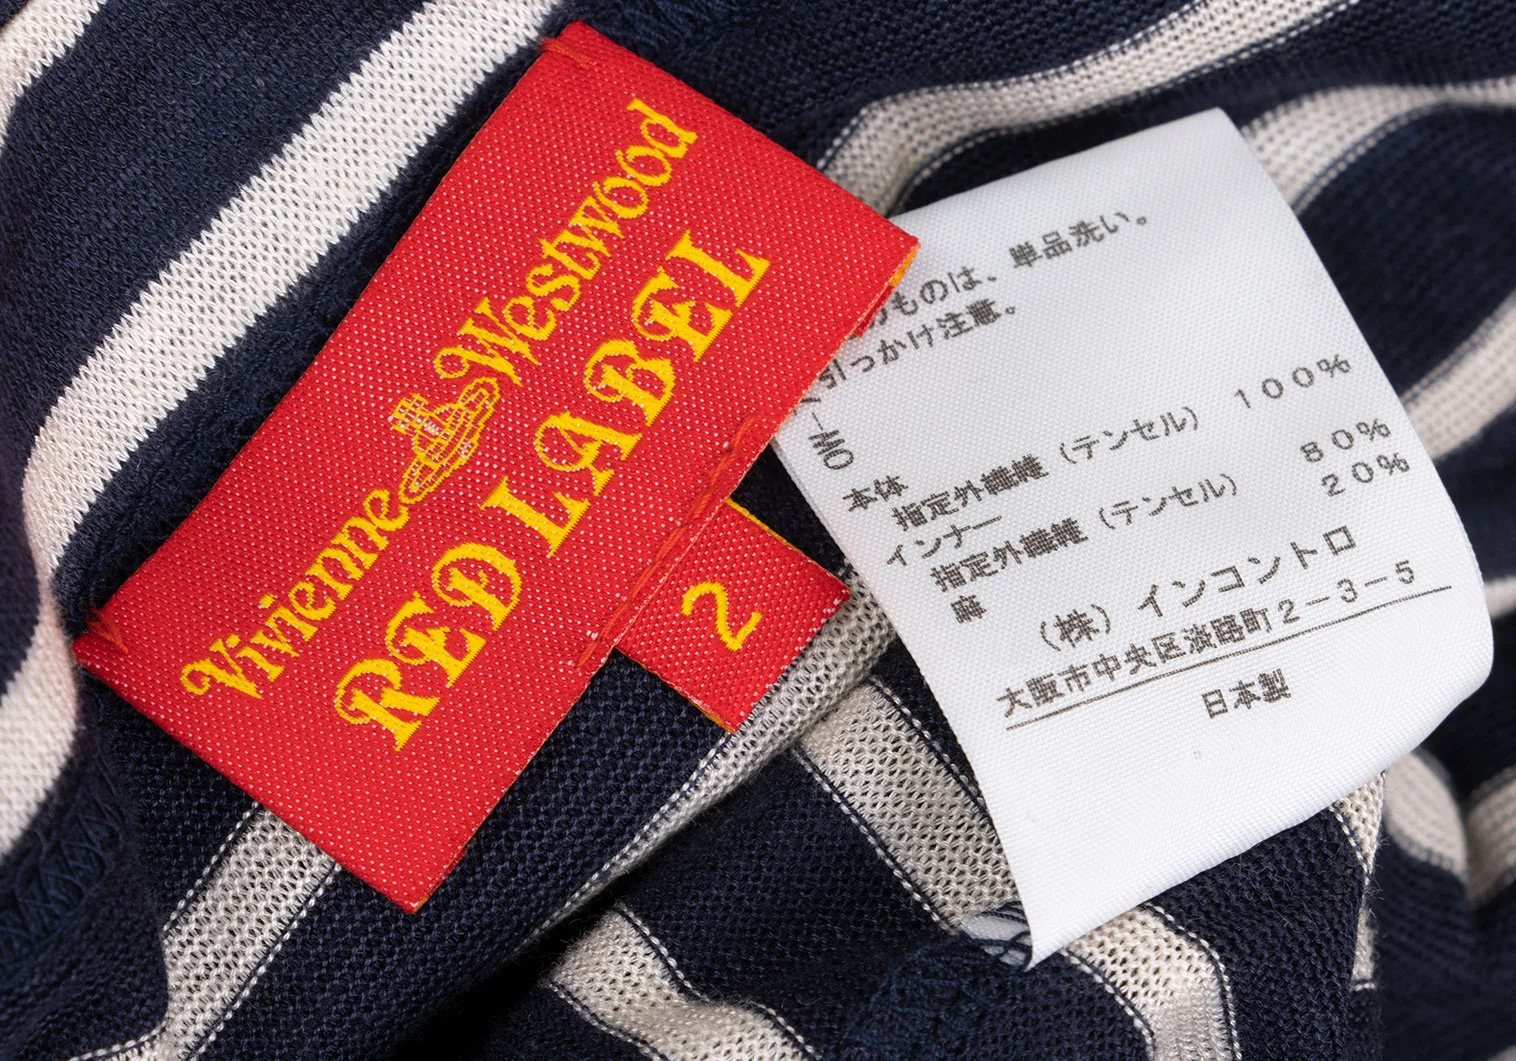 Vivienne Westwood
RED LABEL
2
のものは、単品洗い。
引っかけ注意。
-MO
本体
指定外繊維（テンセル） 100%
インナー
指定外繊維（テンセル） 80%
麻 20%
（株）インコントロ
大阪市中央区淡路町2-3-5
日本製